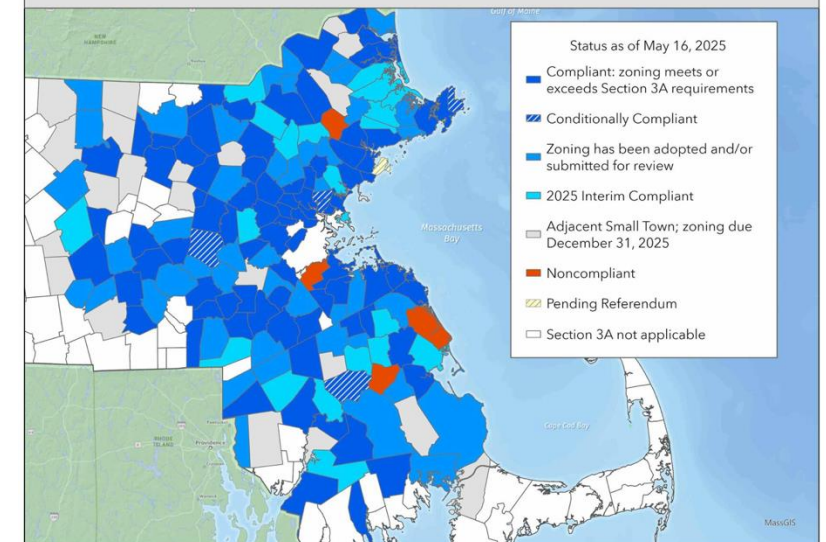 Gulf of Maine
NEW
HAMPSHIRE
Status as of May 16, 2025
Compliant: zoning meets or
exceeds Section 3A requirements
Conditionally Compliant
Zoning has been adopted and/or
submitted for review
2025 Interim Compliant
Adjacent Small Town; zoning due
December 31, 2025
Noncompliant
Pending Referendum
Section 3A not applicable
Massachusetts
Bay
RHODE
ISLAND
Providence
Cape Cod Bay
MassGIS